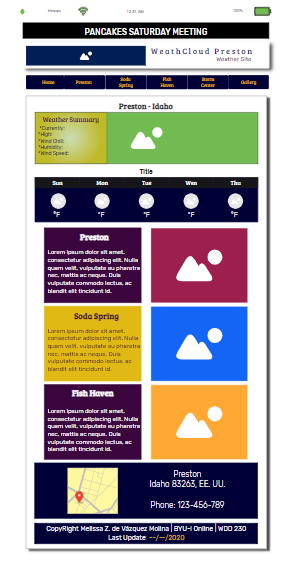 12:31 AM
100%
PANCAKES SATURDAY MEETING
WeathCloud Preston
Weather Site
Home
Preston
Soda
Spring
Fish
Haven
Storm
Center
Gallery
Preston - Idaho
Weather Summary
*Currently:
*High:
*Wind Chill:
*Humidity:
*Wind Speed:
Title
Sun Mon Tue Wen Thu
°F °F °F °F °F
Preston
Lorem ipsum dolor sit amet,
consectetur adipiscing elit. Nulla
quam velit, vulputate eu pharetra
nec, mattis ac neque. Duis
vulputate commodo lectus, ac
blandit elit tincidunt id.
Soda Spring
Lorem ipsum dolor sit amet,
consectetur adipiscing elit. Nulla
quam velit, vulputate eu pharetra
nec, mattis ac neque. Duis
vulputate commodo lectus, ac
blandit elit tincidunt id.
Fish Haven
Lorem ipsum dolor sit amet,
consectetur adipiscing elit. Nulla
quam velit, vulputate eu pharetra
nec, mattis ac neque. Duis
vulputate commodo lectus, ac
blandit elit tincidunt id.
Preston
Idaho 83263, EE. UU.
Phone: 123-456-789
CopyRight Melissa Z. de Vázquez Molina | BYU-I Online | WDD 230
Last Update: --/--/2020